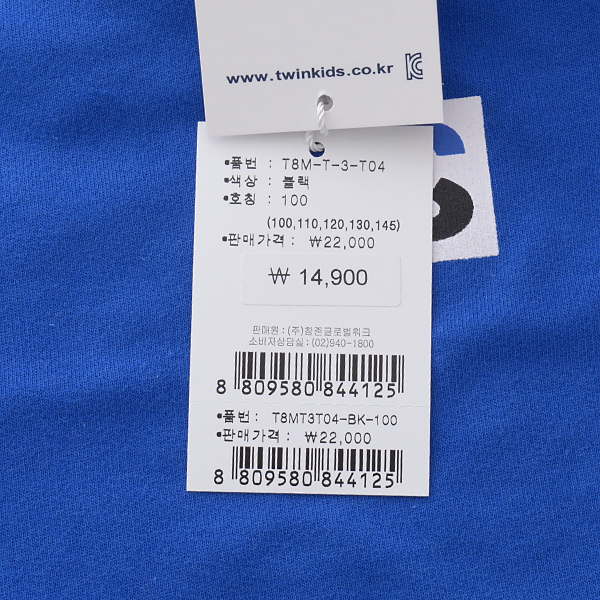 www.twinkids.co.kr
•품번 : T8M-T-3-T04
•색상 : 블랙
•호칭 : 100
(100,110,120,130,145)
•판매가격 : ₩22,000
₩ 14,900
판매원 : (주)참존글로벌워크
소비자상담실 : (02)940-1800
8 809580 844125
•품번 : T8MT3T04-BK-100
•판매가격 : ₩22,000
8 809580 844125